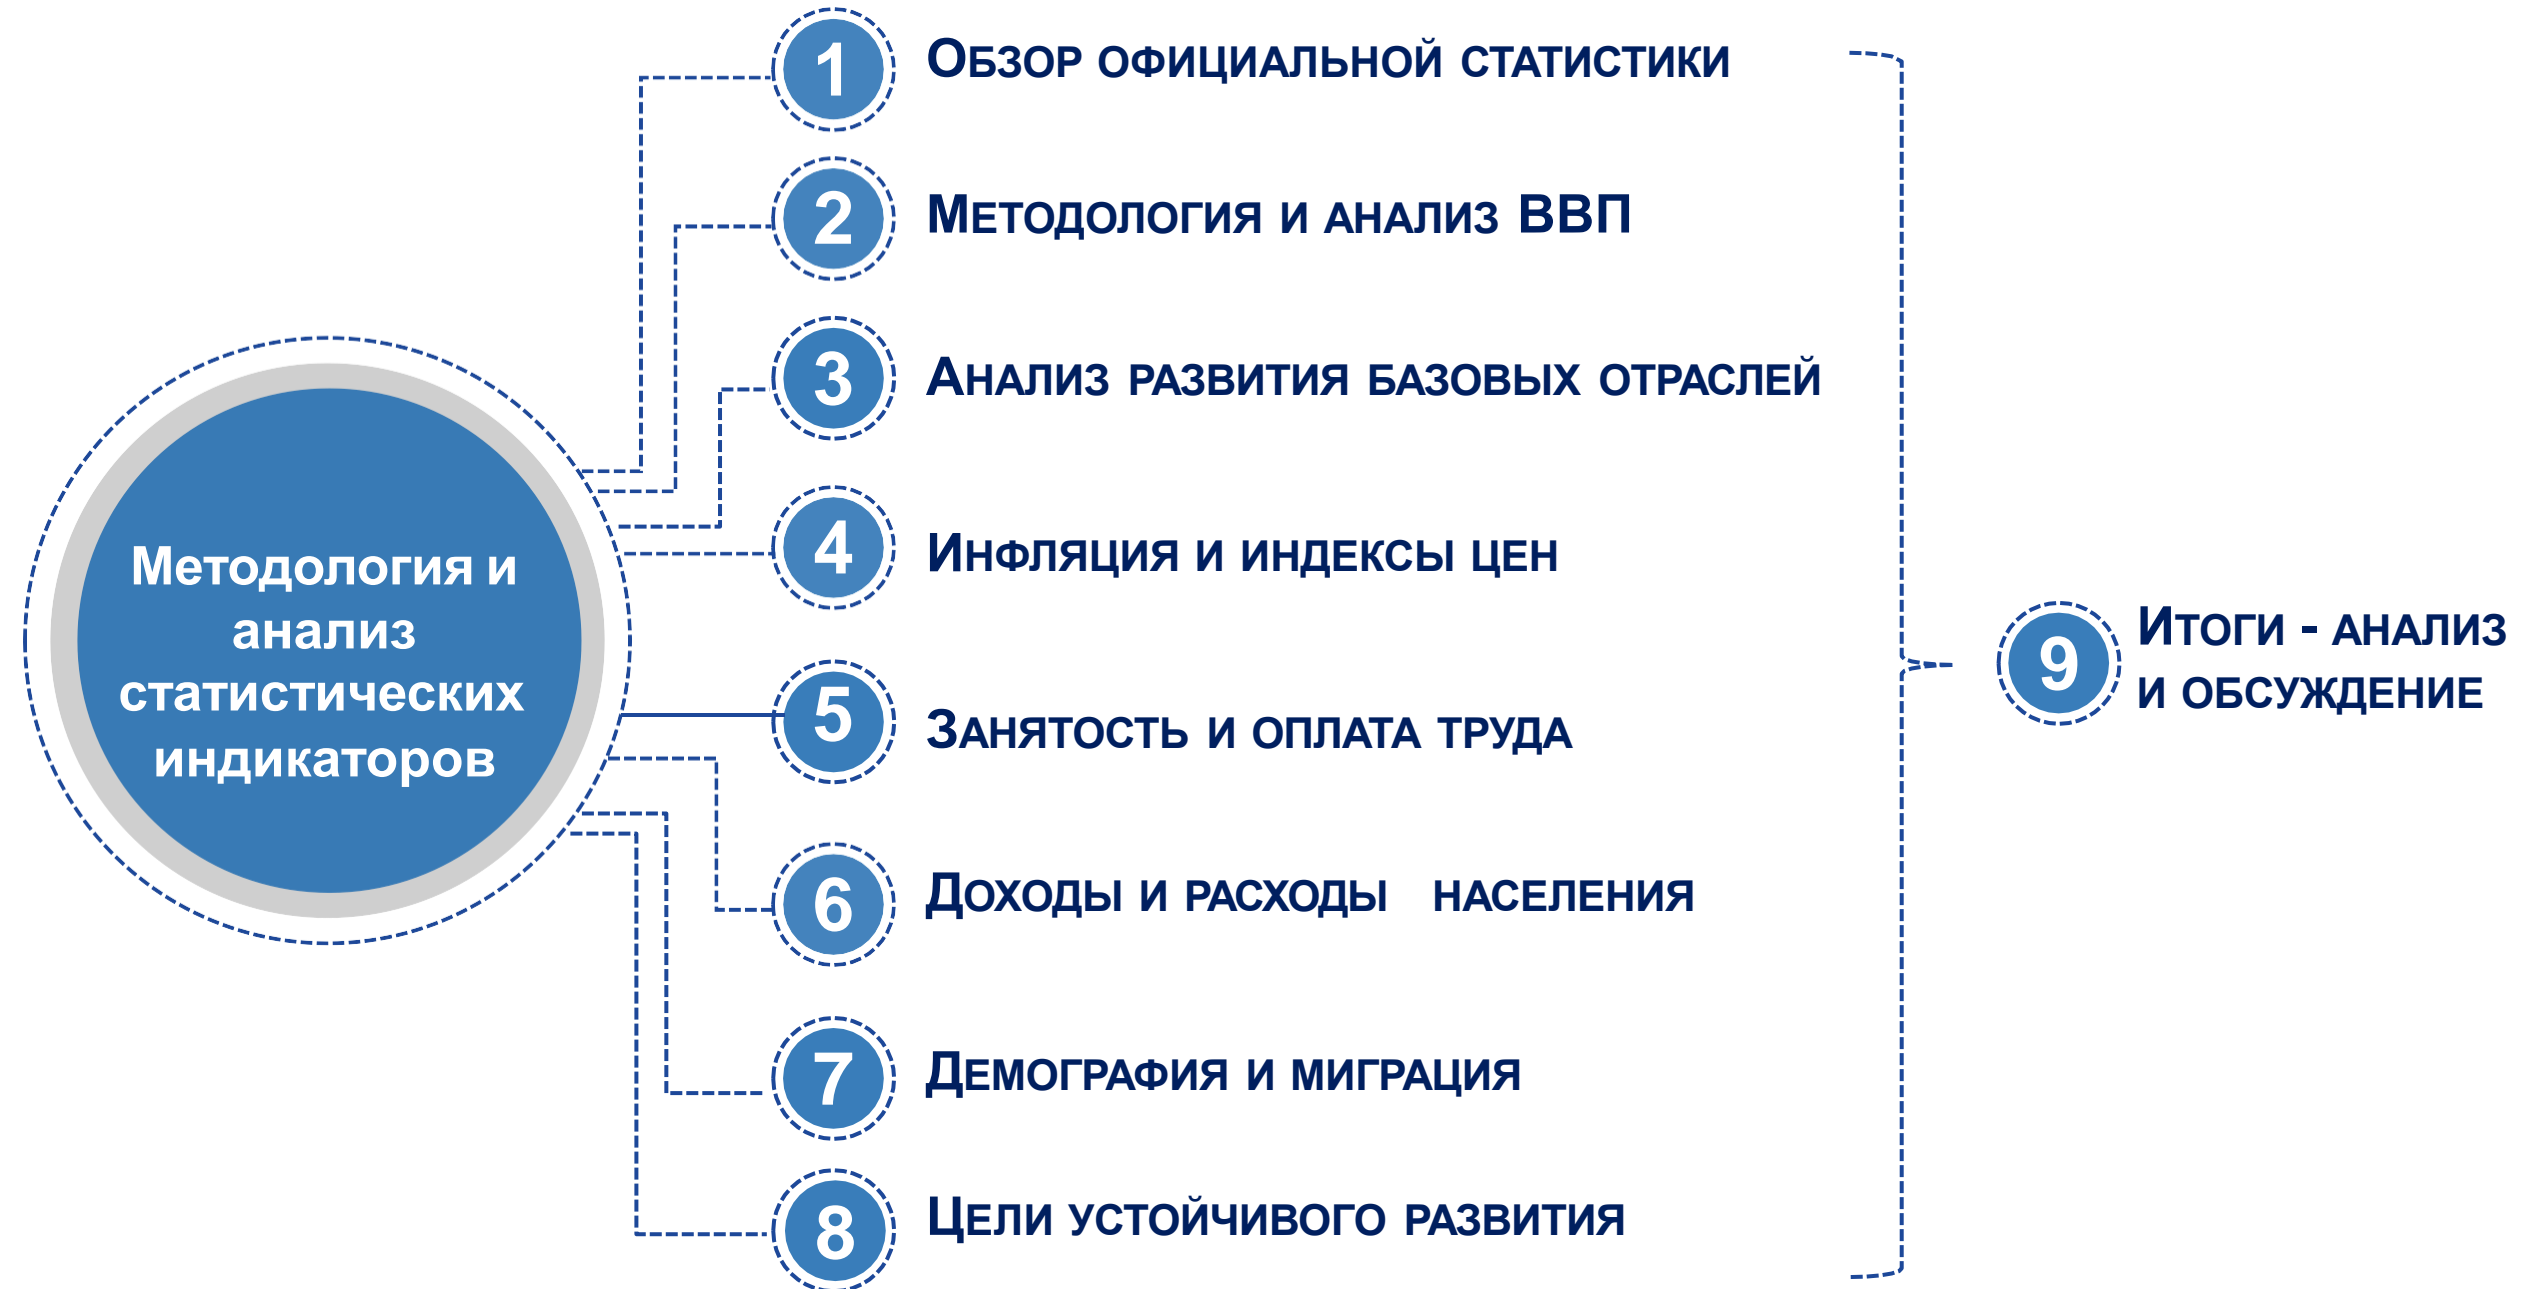 Методология и
анализ
статистических
индикаторов
1
Обзор официальной статистики
2
Методология и анализ ВВП
3
Анализ развития базовых отраслей
4
Инфляция и индексы цен
5
Занятость и оплата труда
6
Доходы и расходы населения
7
Демография и миграция
8
Цели устойчивого развития
9
Итоги - анализ
и обсуждение